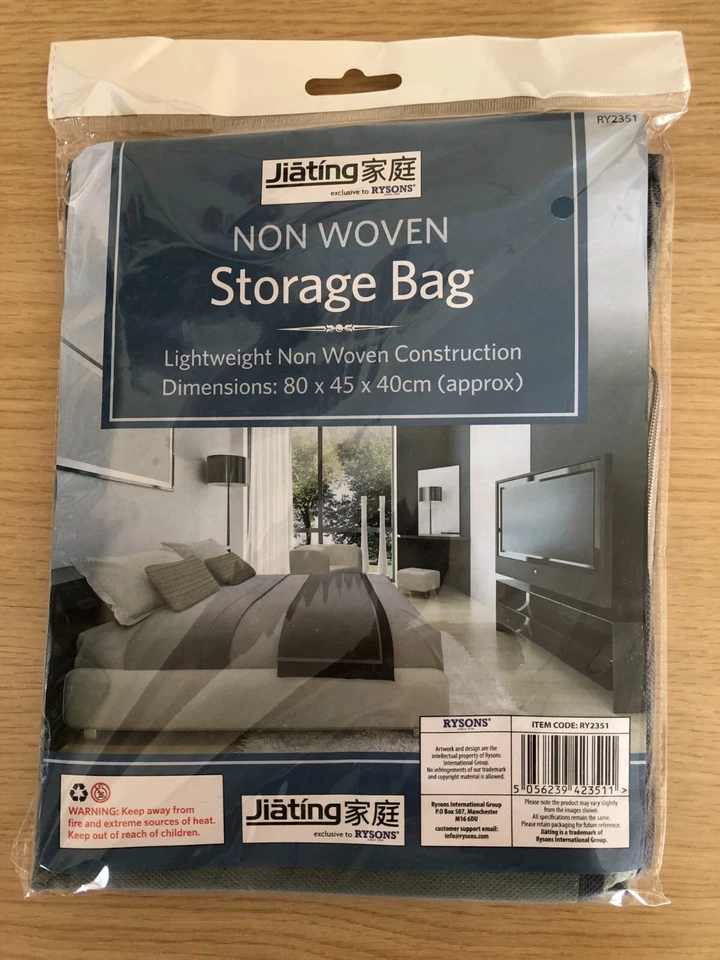 RY2351
Jiātíng家庭
exclusive to RYSONS®
NON WOVEN
Storage Bag
Lightweight Non Woven Construction
Dimensions: 80 x 45 x 40cm (approx)
WARNING: Keep away from
fire and extreme sources of heat.
Keep out of reach of children.
Jiātíng家庭
exclusive to RYSONS®
RYSONS®
Artwork and design are the
intellectual property of Rysons
International Group.
No infringements of our trademark
and copyright material is allowed.
Rysons International Group
P.O Box 507, Manchester
M16 6DU
customer support email:
info@rysons.com
ITEM CODE: RY2351
5 056239 423511 >
Please note the product may vary slightly
from the images shown.
All specifications remain the same.
Please retain packaging for future reference.
Jiāting is a trademark of
Rysons International Group.